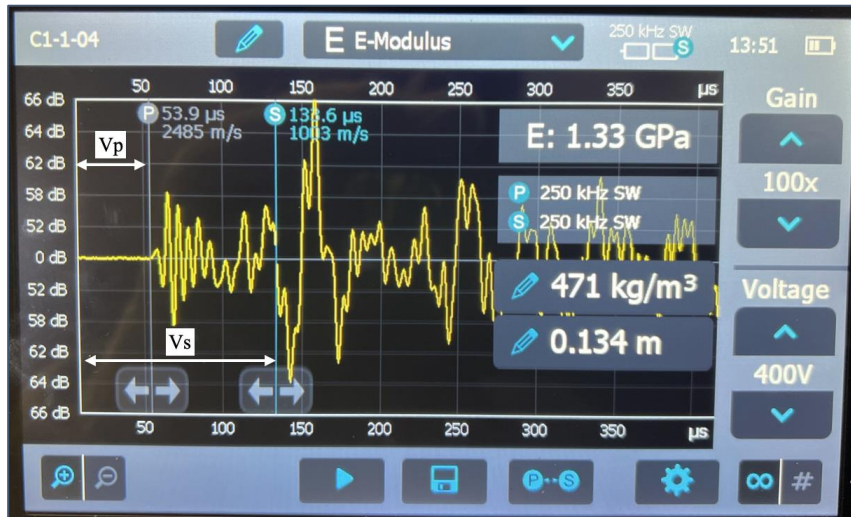 C1-1-04
E E-Modulus
250 kHz SW
S
13:51
50 100 150 200 250 300 350 µs
66 dB
64 dB
62 dB
58 dB
52 dB
0 dB
52 dB
58 dB
62 dB
64 dB
66 dB
P 53.9 µs
2485 m/s
S 133.6 µs
1003 m/s
Vp
Vs
E: 1.33 GPa
P 250 kHz SW
S 250 kHz SW
471 kg/m³
0.134 m
50 100 150 200 250 300 350 µs
Gain
100x
Voltage
400V
P S
∞ #